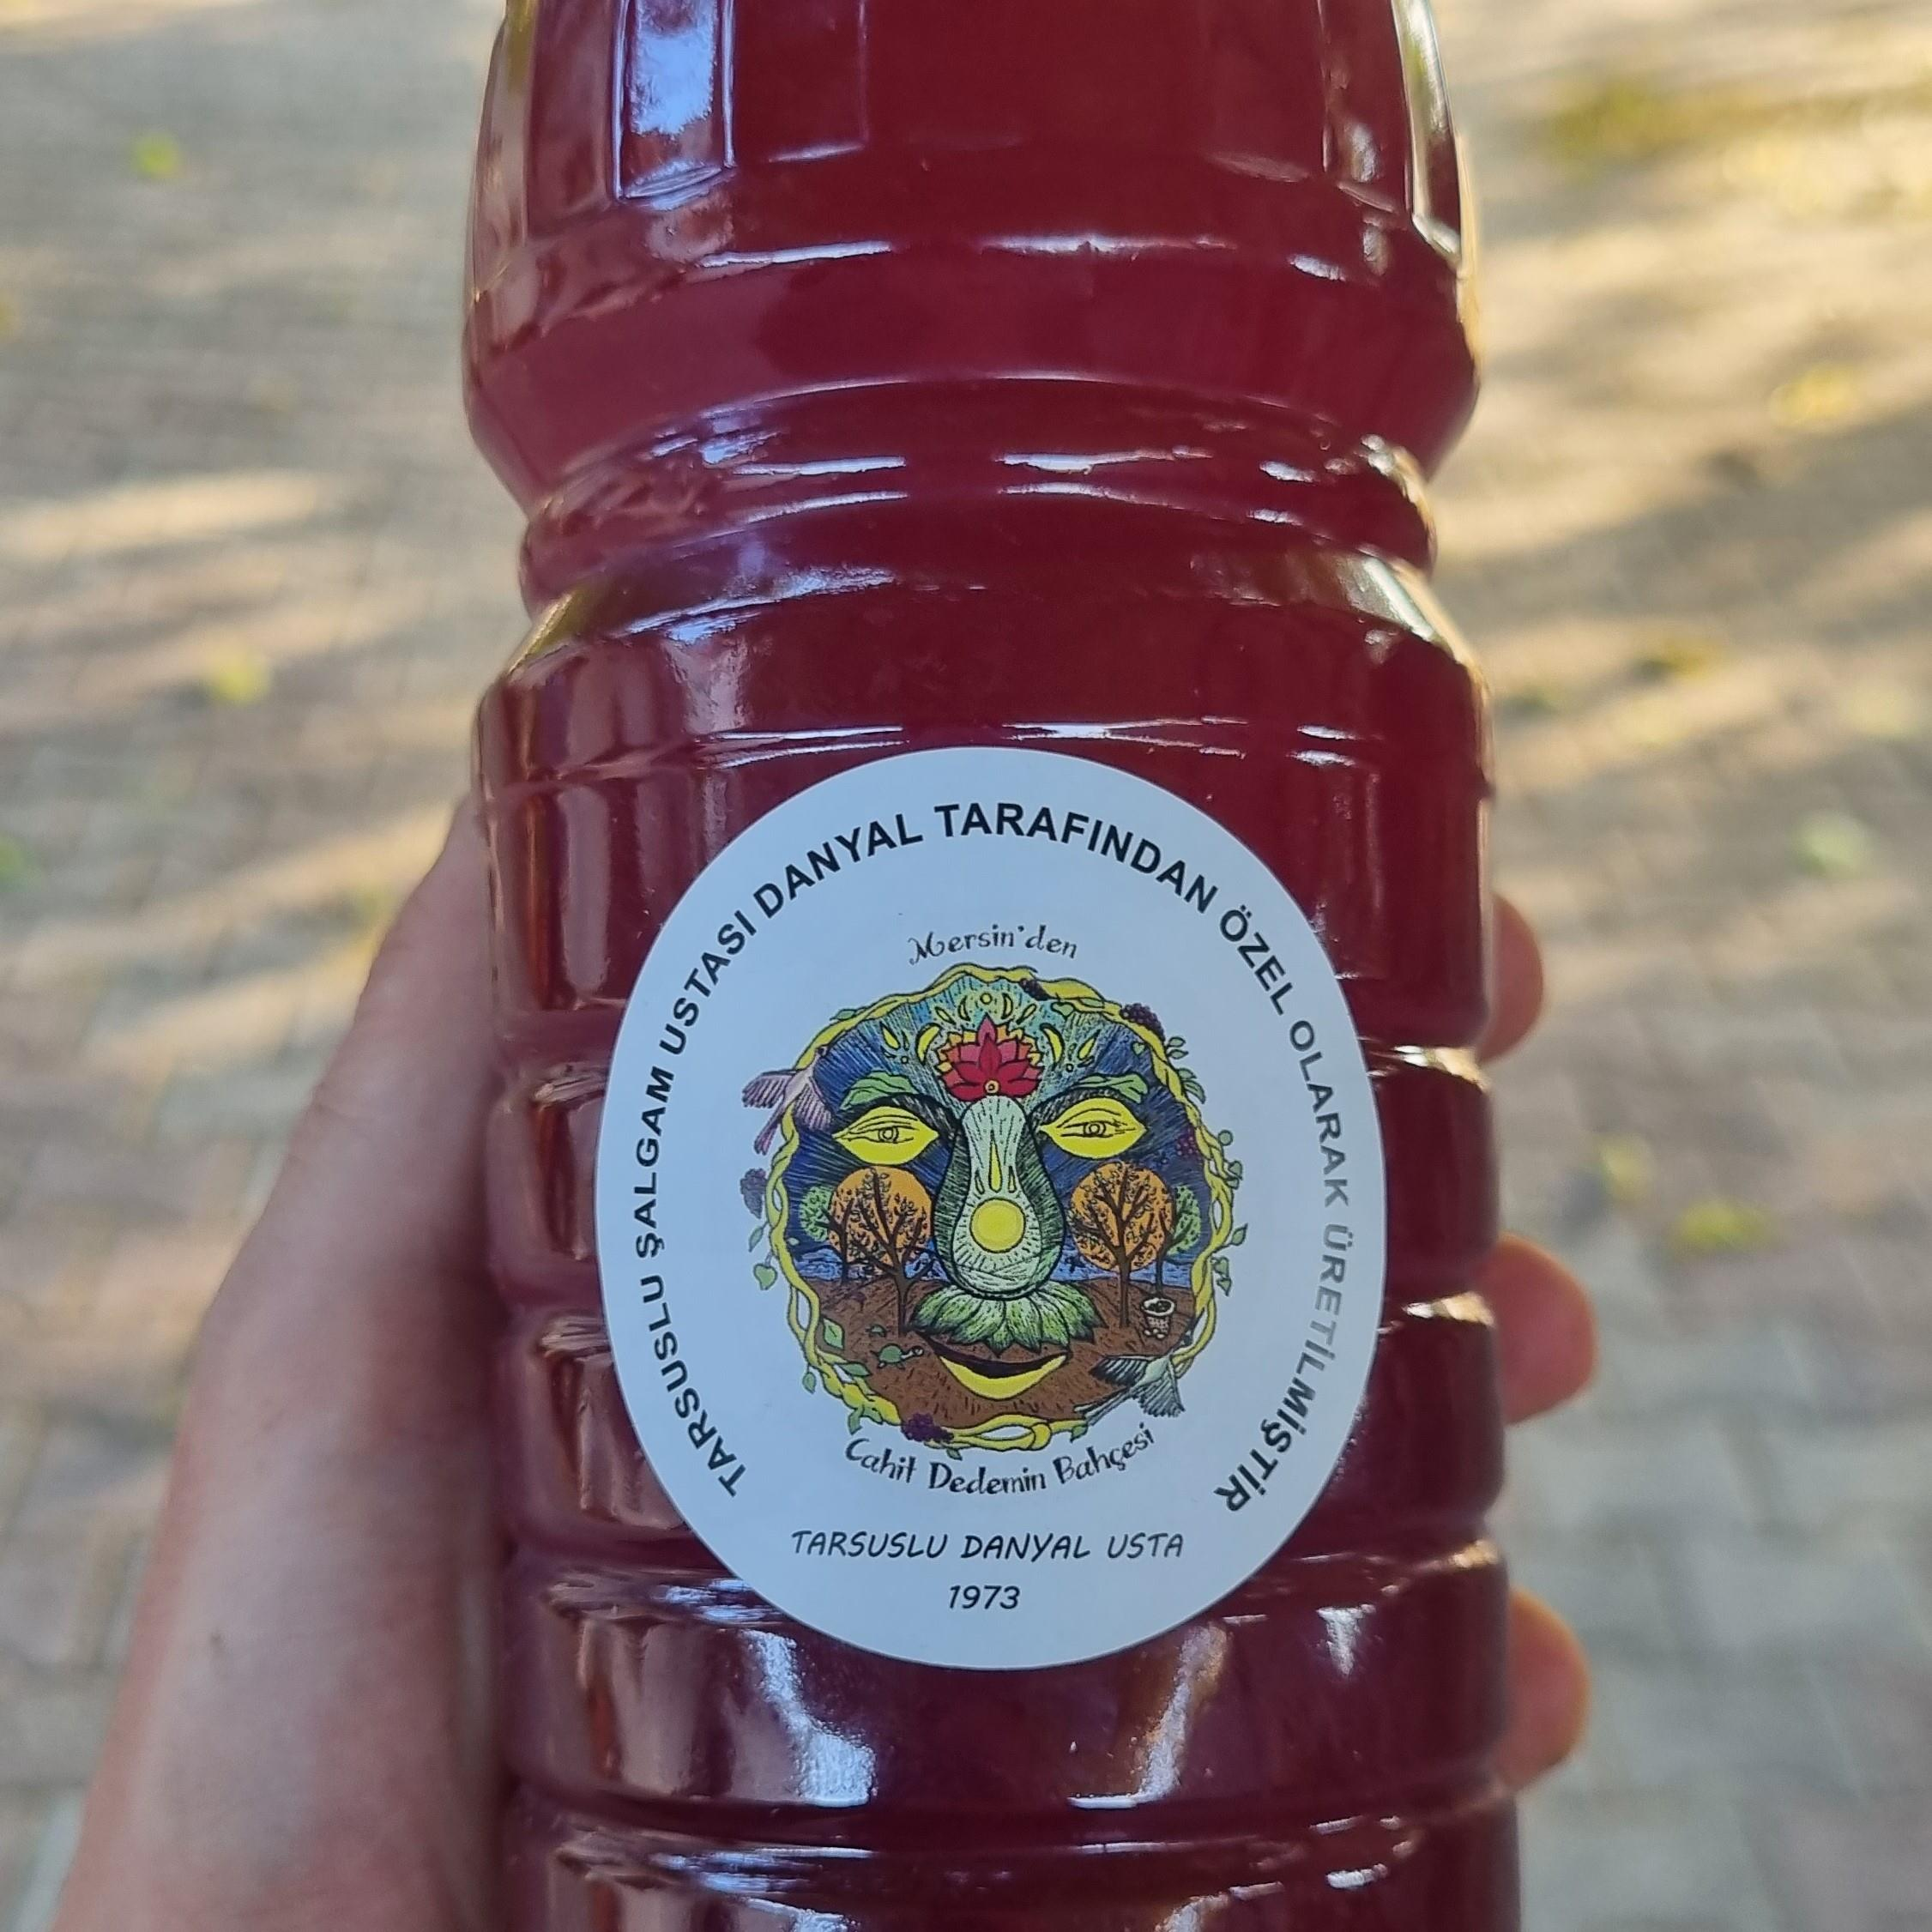 TARSUSLU ŞALGAM USTASI DANYAL TARAFINDAN ÖZEL OLARAK ÜRETİLMİŞTİR
Mersin'den
Cahit Dedemin Bahçesi
TARSUSLU DANYAL USTA
1973